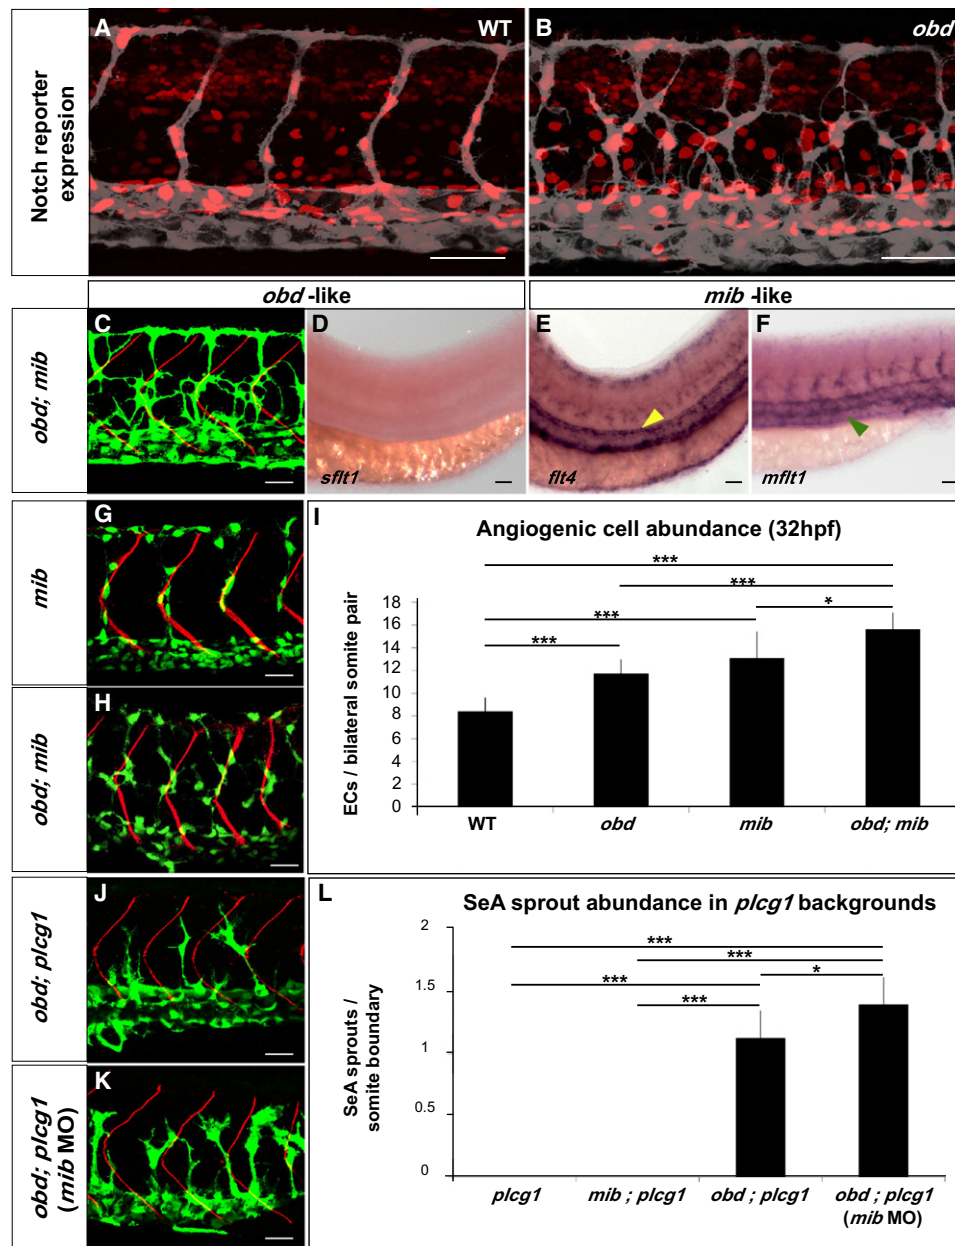 Notch reporter
expression
A
WT
B
obd
obd -like
mib -like
obd; mib
C
D
sflt1
E
flt4
F
mflt1
mib
G
obd; mib
H
I
Angiogenic cell abundance (32hpf)
ECs / bilateral somite pair
18
16
14
12
10
8
6
4
2
0
***
***
***
*
***
WT
obd
mib
obd; mib
obd; plcg1
J
obd; plcg1
(mib MO)
K
L
SeA sprout abundance in plcg1 backgrounds
SeA sprouts /
somite boundary
2
1.5
1
0.5
0
***
***
***
*
***
plcg1
mib ; plcg1
obd ; plcg1
obd ; plcg1
(mib MO)